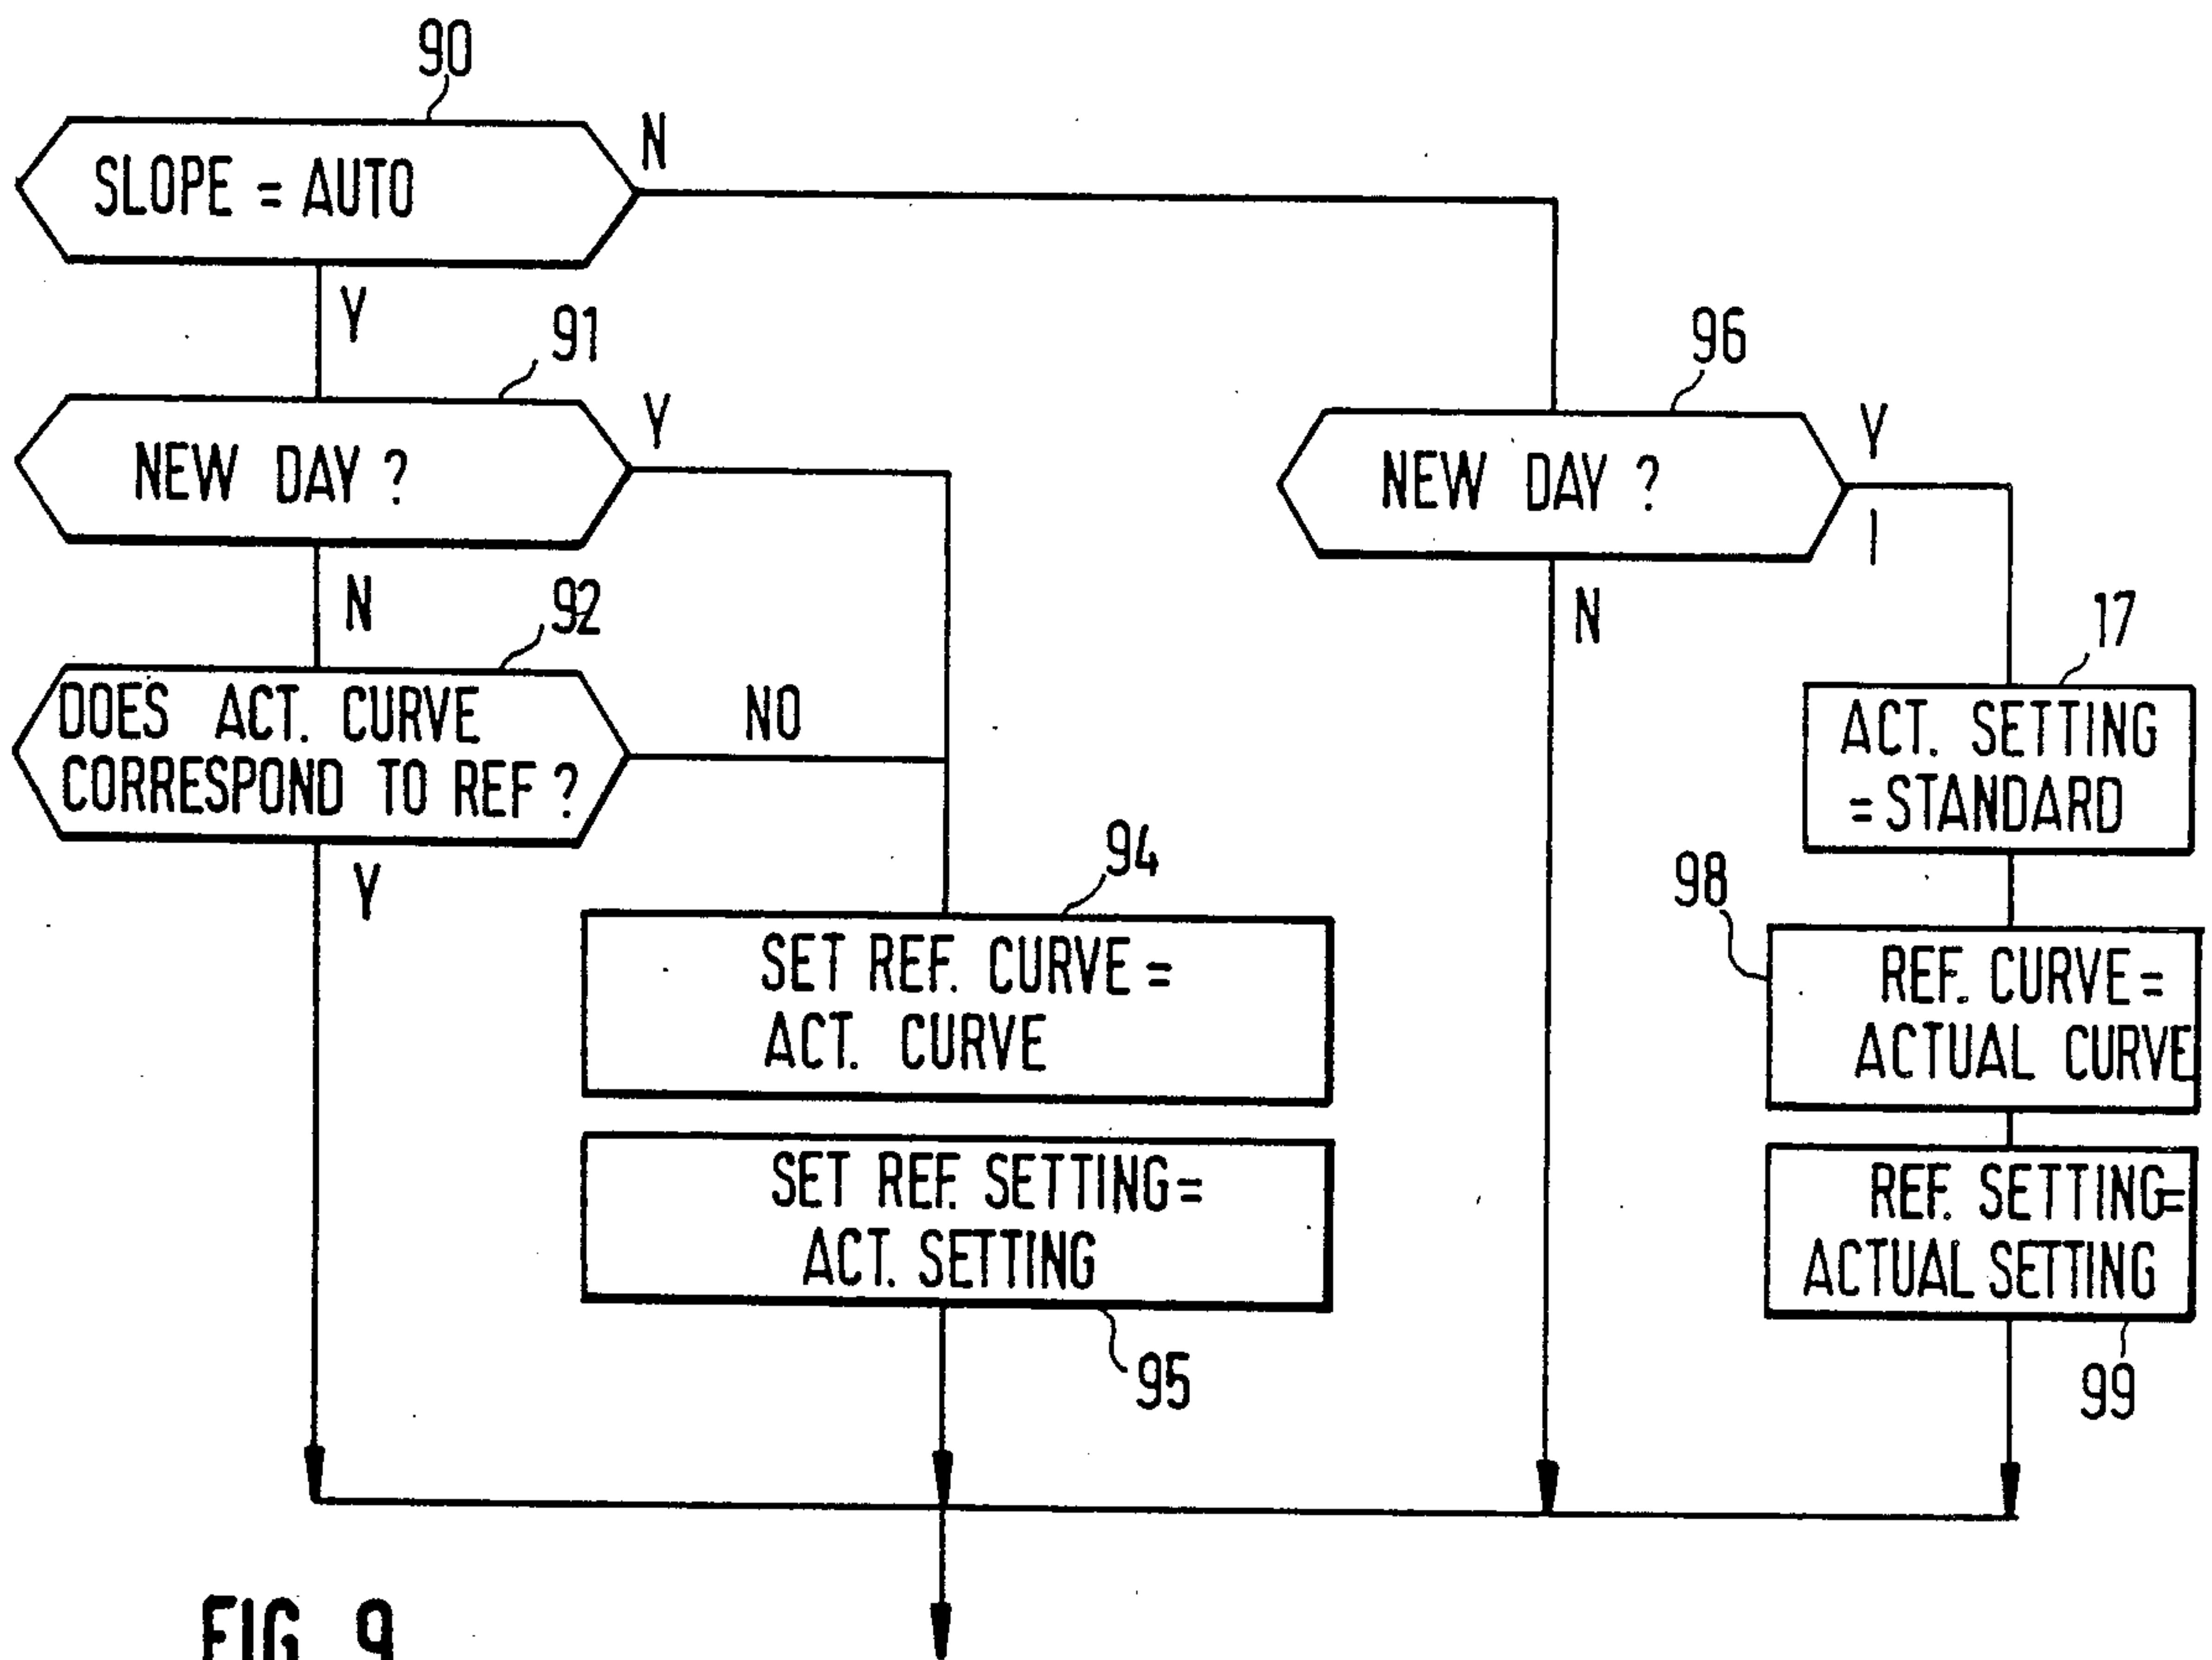 90
SLOPE = AUTO
N
Y
91
NEW DAY ?
Y
N
92
DOES ACT. CURVE
CORRESPOND TO REF ?
NO
Y
94
SET REF. CURVE =
ACT. CURVE
SET REF. SETTING =
ACT. SETTING
95
96
NEW DAY ?
Y
I
N
17
ACT. SETTING
= STANDARD
98
REF. CURVE =
ACTUAL CURVE
REF. SETTING =
ACTUAL SETTING
99
FIG. 9